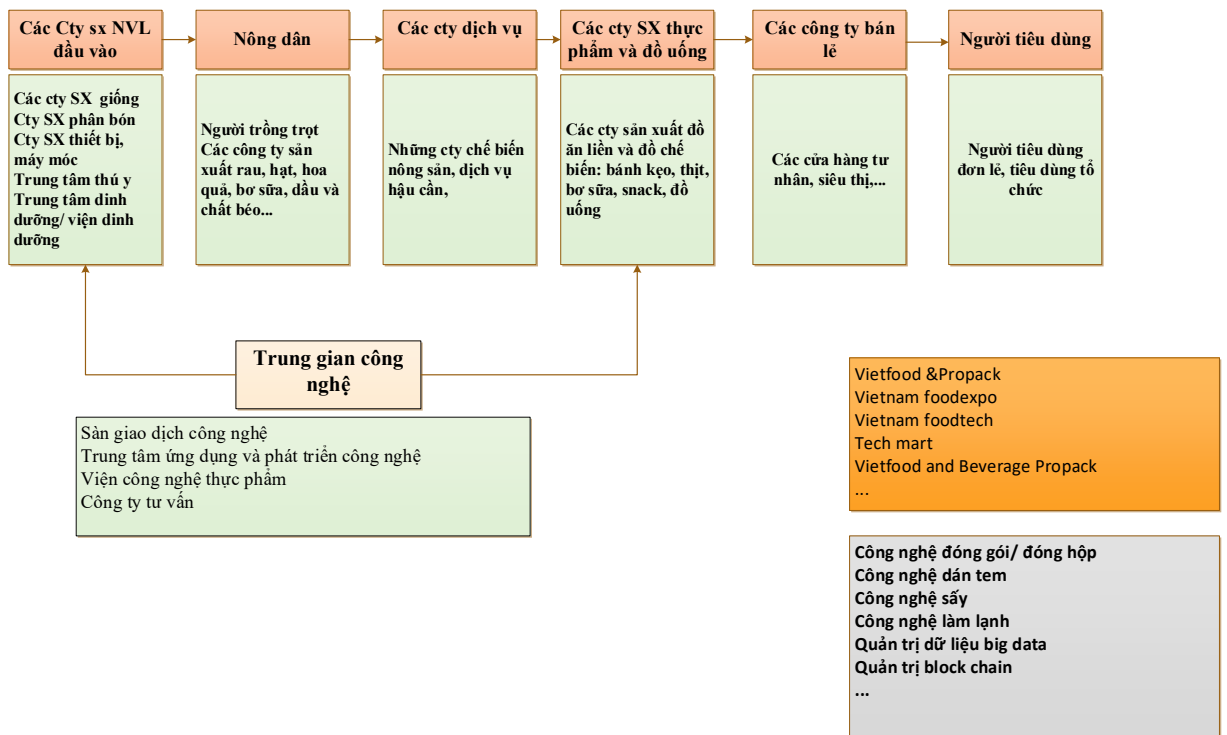 Các Cty sx NVL
đầu vào
Nông dân
Các cty dịch vụ
Các cty SX thực
phẩm và đồ uống
Các công ty bán
lẻ
Người tiêu dùng
Các cty SX giống
Cty SX phân bón
Cty SX thiết bị,
máy móc
Trung tâm thú y
Trung tâm dinh
dưỡng/ viện dinh
dưỡng
Người trồng trọt
Các công ty sản
xuất rau, hạt, hoa
quả, bơ sữa, dầu và
chất béo...
Những cty chế biến
nông sản, dịch vụ
hậu cần,
Các cty sản xuất đồ
ăn liền và đồ chế
biến: bánh kẹo, thịt,
bơ sữa, snack, đồ
uống
Các cửa hàng tư
nhân, siêu thị,...
Người tiêu dùng
đơn lẻ, tiêu dùng tổ
chức
Trung gian công
nghệ
Sàn giao dịch công nghệ
Trung tâm ứng dụng và phát triển công nghệ
Viện công nghệ thực phẩm
Công ty tư vấn
Vietfood &Propack
Vietnam foodexpo
Vietnam foodtech
Tech mart
Vietfood and Beverage Propack
...
Công nghệ đóng gói/ đóng hộp
Công nghệ dán tem
Công nghệ sấy
Công nghệ làm lạnh
Quản trị dữ liệu big data
Quản trị block chain
...